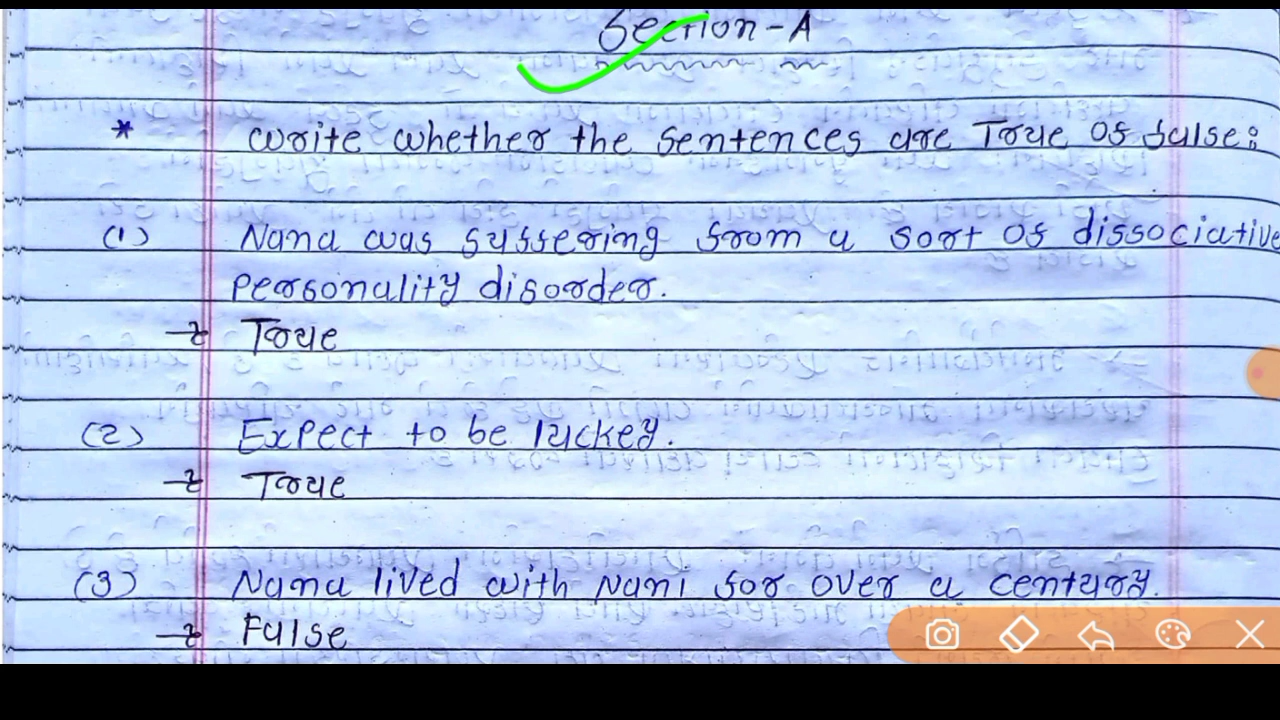 Section-A
* Write whether the sentences are True Or false:
(1) Nana was suffering from a sort of dissociative
personality disorder.
→ True
(2) Expect to be luckey.
→ True
(3) Nana lived with Nani for over a century.
→ False